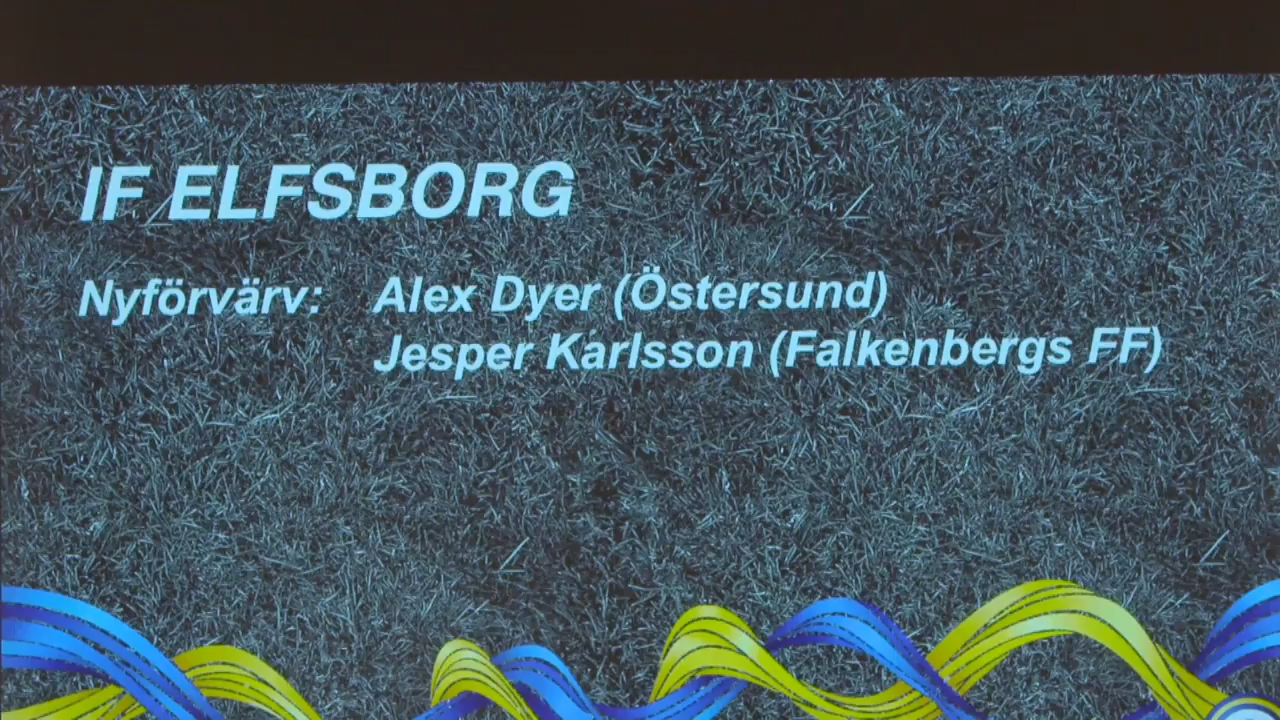 IF ELFSBORG
Nyförvärv: Alex Dyer (Östersund)
Jesper Karlsson (Falkenbergs FF)